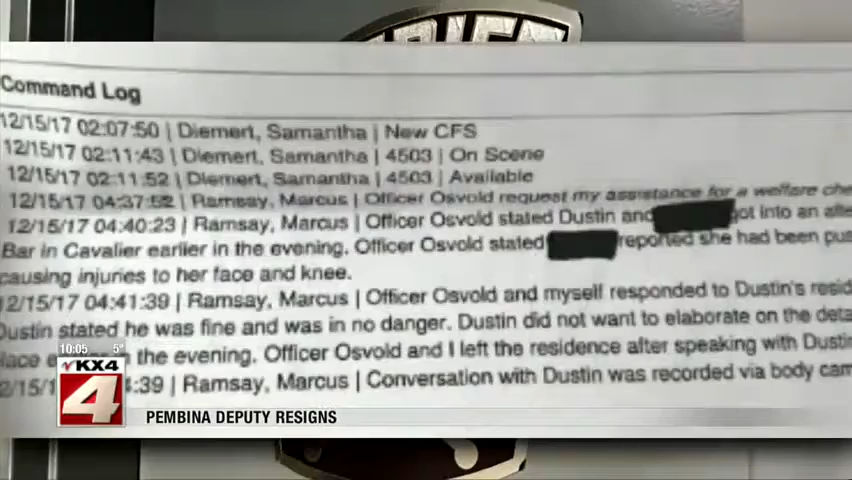 Command Log
12/15/17 02:07:50 | Diemert, Samantha | New CFS
12/15/17 02:11:43 | Diemert, Samantha | 4503 | On Scene
12/15/17 02:11:52 | Diemert, Samantha | 4503 | Available
12/15/17 04:37:52 | Ramsay, Marcus | Officer Osvold request my assistance for a welfare che
12/15/17 04:40:23 | Ramsay, Marcus | Officer Osvold stated Dustin and got into an alte
Bar in Cavalier earlier in the evening. Officer Osvold stated reported she had been pus
causing injuries to her face and knee.
12/15/17 04:41:39 | Ramsay, Marcus | Officer Osvold and myself responded to Dustin's resid
Dustin stated he was fine and was in no danger. Dustin did not want to elaborate on the deta
lace the evening. Officer Osvold and I left the residence after speaking with Dustin
2/15/1 :39 | Ramsay, Marcus | Conversation with Dustin was recorded via body cam
10:05 5°
KX4
4
PEMBINA DEPUTY RESIGNS